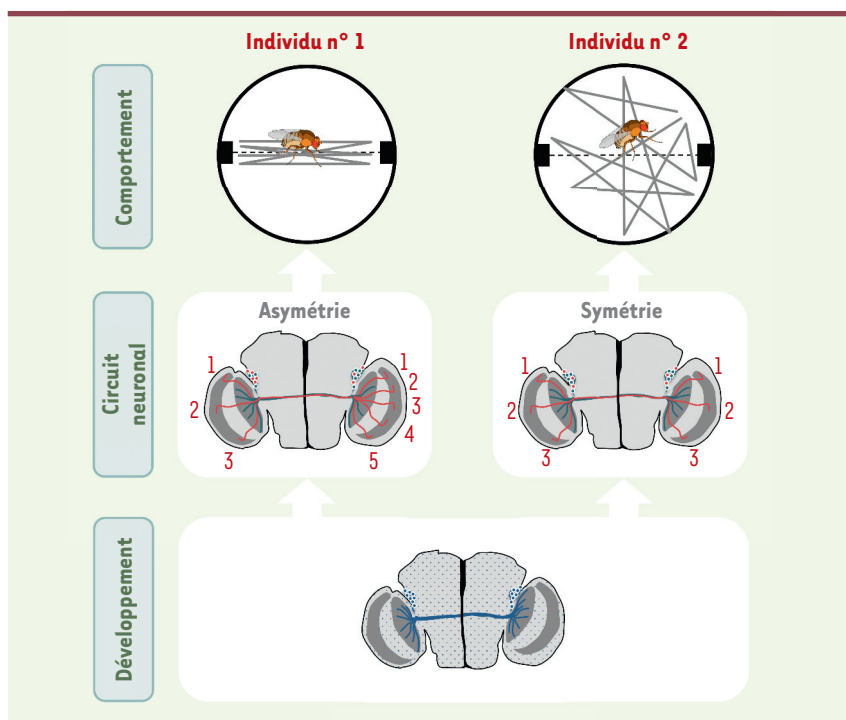 Individu n° 1
Individu n° 2
Comportement
Circuit
neuronal
Asymétrie
1
2
3
1
2
3
4
5
Symétrie
1
2
3
1
2
3
Développement